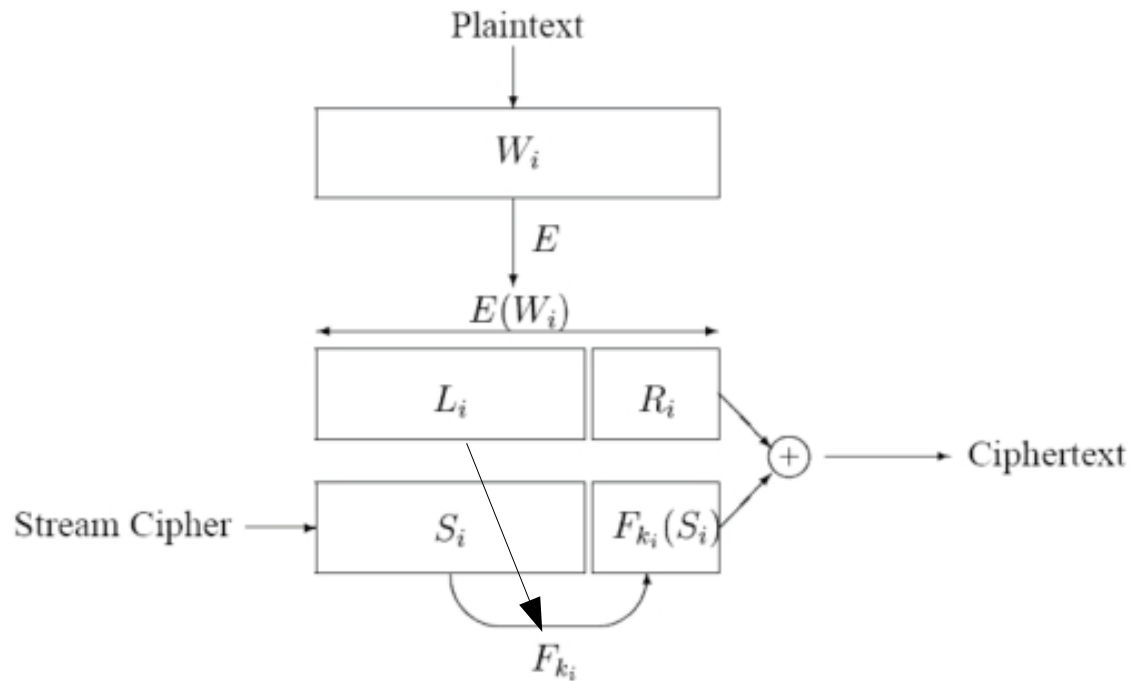 Plaintext
W_i
E
E(W_i)
L_i R_i
+ Ciphertext
Stream Cipher S_i F_{k_i}(S_i)
F_{k_i}